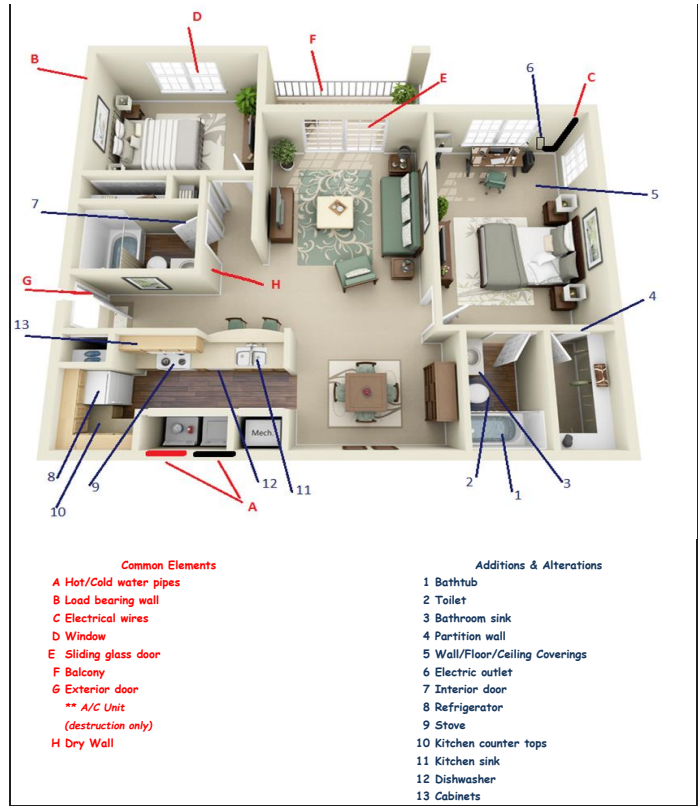 D
F
B
E
6
C
5
7
H
G
4
13
Mech.
8
9
10
A
12
11
2
1
3
Common Elements
A Hot/Cold water pipes
B Load bearing wall
C Electrical wires
D Window
E Sliding glass door
F Balcony
G Exterior door
** A/C Unit
(destruction only)
H Dry Wall
Additions & Alterations
1 Bathtub
2 Toilet
3 Bathroom sink
4 Partition wall
5 Wall/Floor/Ceiling Coverings
6 Electric outlet
7 Interior door
8 Refrigerator
9 Stove
10 Kitchen counter tops
11 Kitchen sink
12 Dishwasher
13 Cabinets